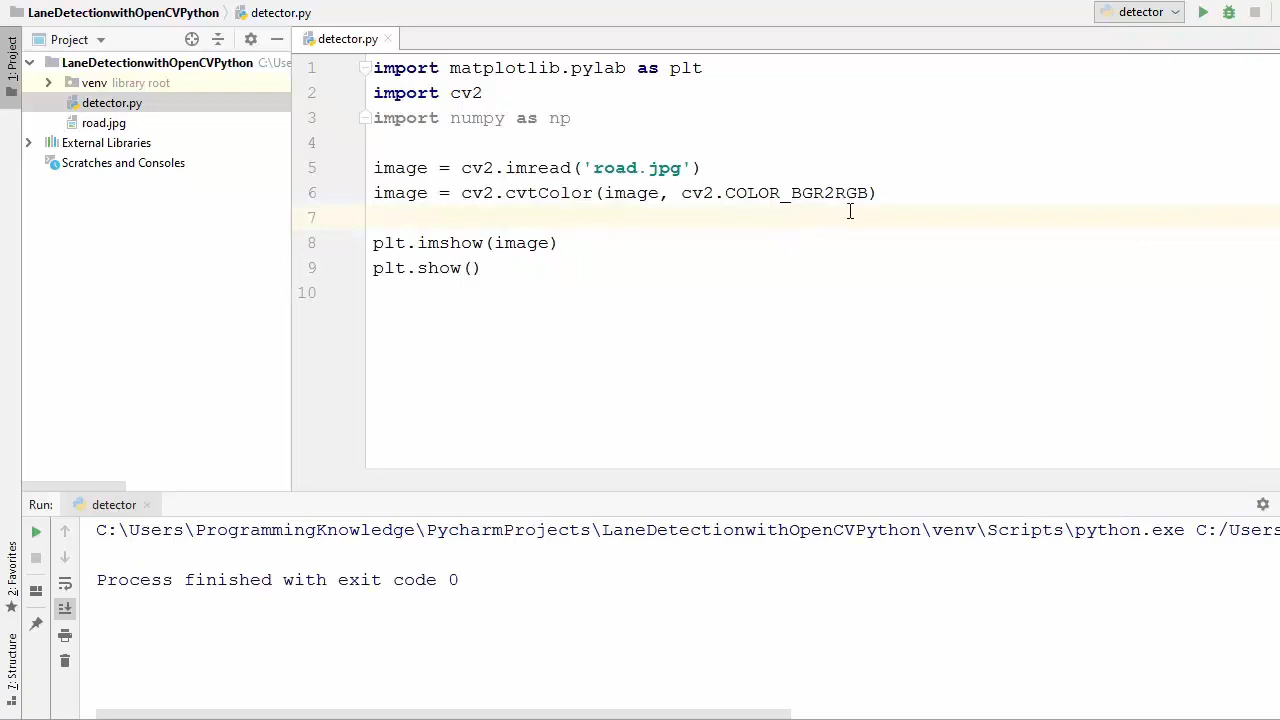 LaneDetectionwithOpenCVPython detector.py detector
Project detector.py
1: Project
LaneDetectionwithOpenCVPython C:\Use
venv library root
detector.py
road.jpg
External Libraries
Scratches and Consoles
1 import matplotlib.pylab as plt
2 import cv2
3 import numpy as np
4
5 image = cv2.imread('road.jpg')
6 image = cv2.cvtColor(image, cv2.COLOR_BGR2RGB)
7
8 plt.imshow(image)
9 plt.show()
10
Run: detector
C:\Users\ProgrammingKnowledge\PycharmProjects\LaneDetectionwithOpenCVPython\venv\Scripts\python.exe C:/Users
Process finished with exit code 0
2: Favorites
7: Structure